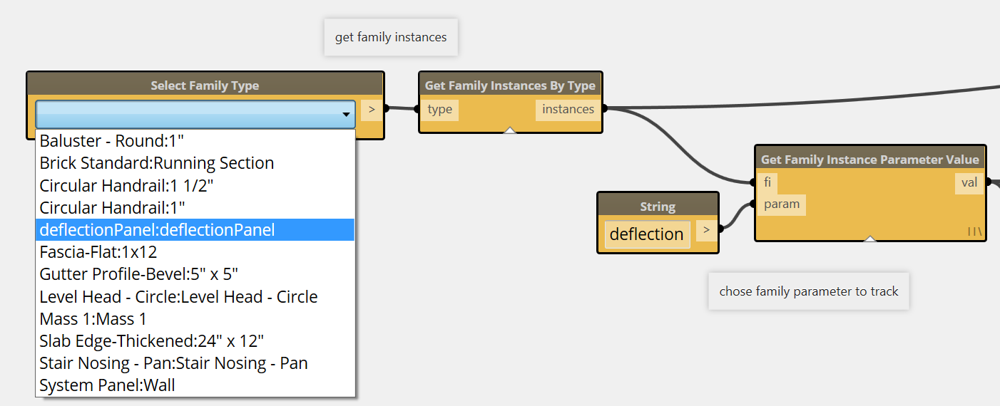 get family instances
Select Family Type
>
Get Family Instances By Type
type
instances
Baluster - Round:1"
Brick Standard:Running Section
Circular Handrail:1 1/2"
Circular Handrail:1"
deflectionPanel:deflectionPanel
Fascia-Flat:1x12
Gutter Profile-Bevel:5" x 5"
Level Head - Circle:Level Head - Circle
Mass 1:Mass 1
Slab Edge-Thickened:24" x 12"
Stair Nosing - Pan:Stair Nosing - Pan
System Panel:Wall
String
deflection
>
Get Family Instance Parameter Value
fi
val
param
chose family parameter to track